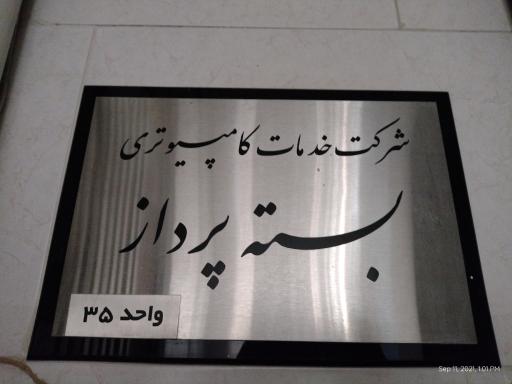 شرکت خدمات کامپیوتری
بسته پرداز
واحد ۳۵
Sep 11, 2021, 1:01 PM